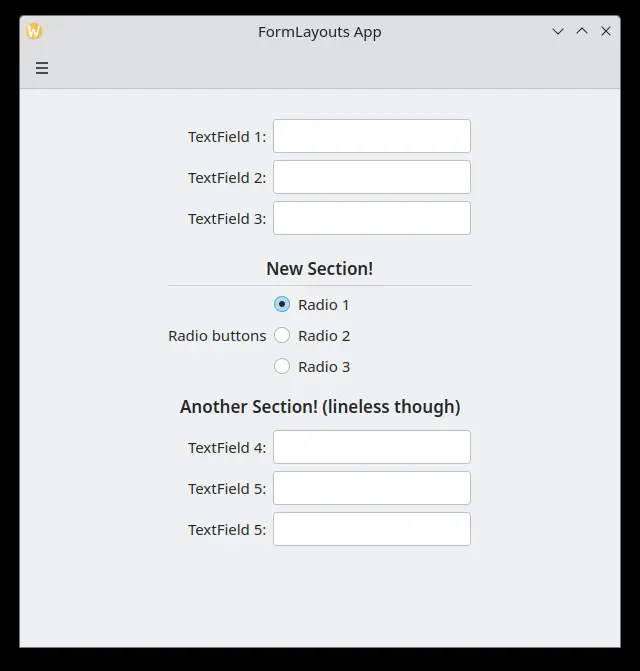 FormLayouts App
TextField 1:
TextField 2:
TextField 3:
New Section!
Radio 1
Radio buttons Radio 2
Radio 3
Another Section! (lineless though)
TextField 4:
TextField 5:
TextField 5: